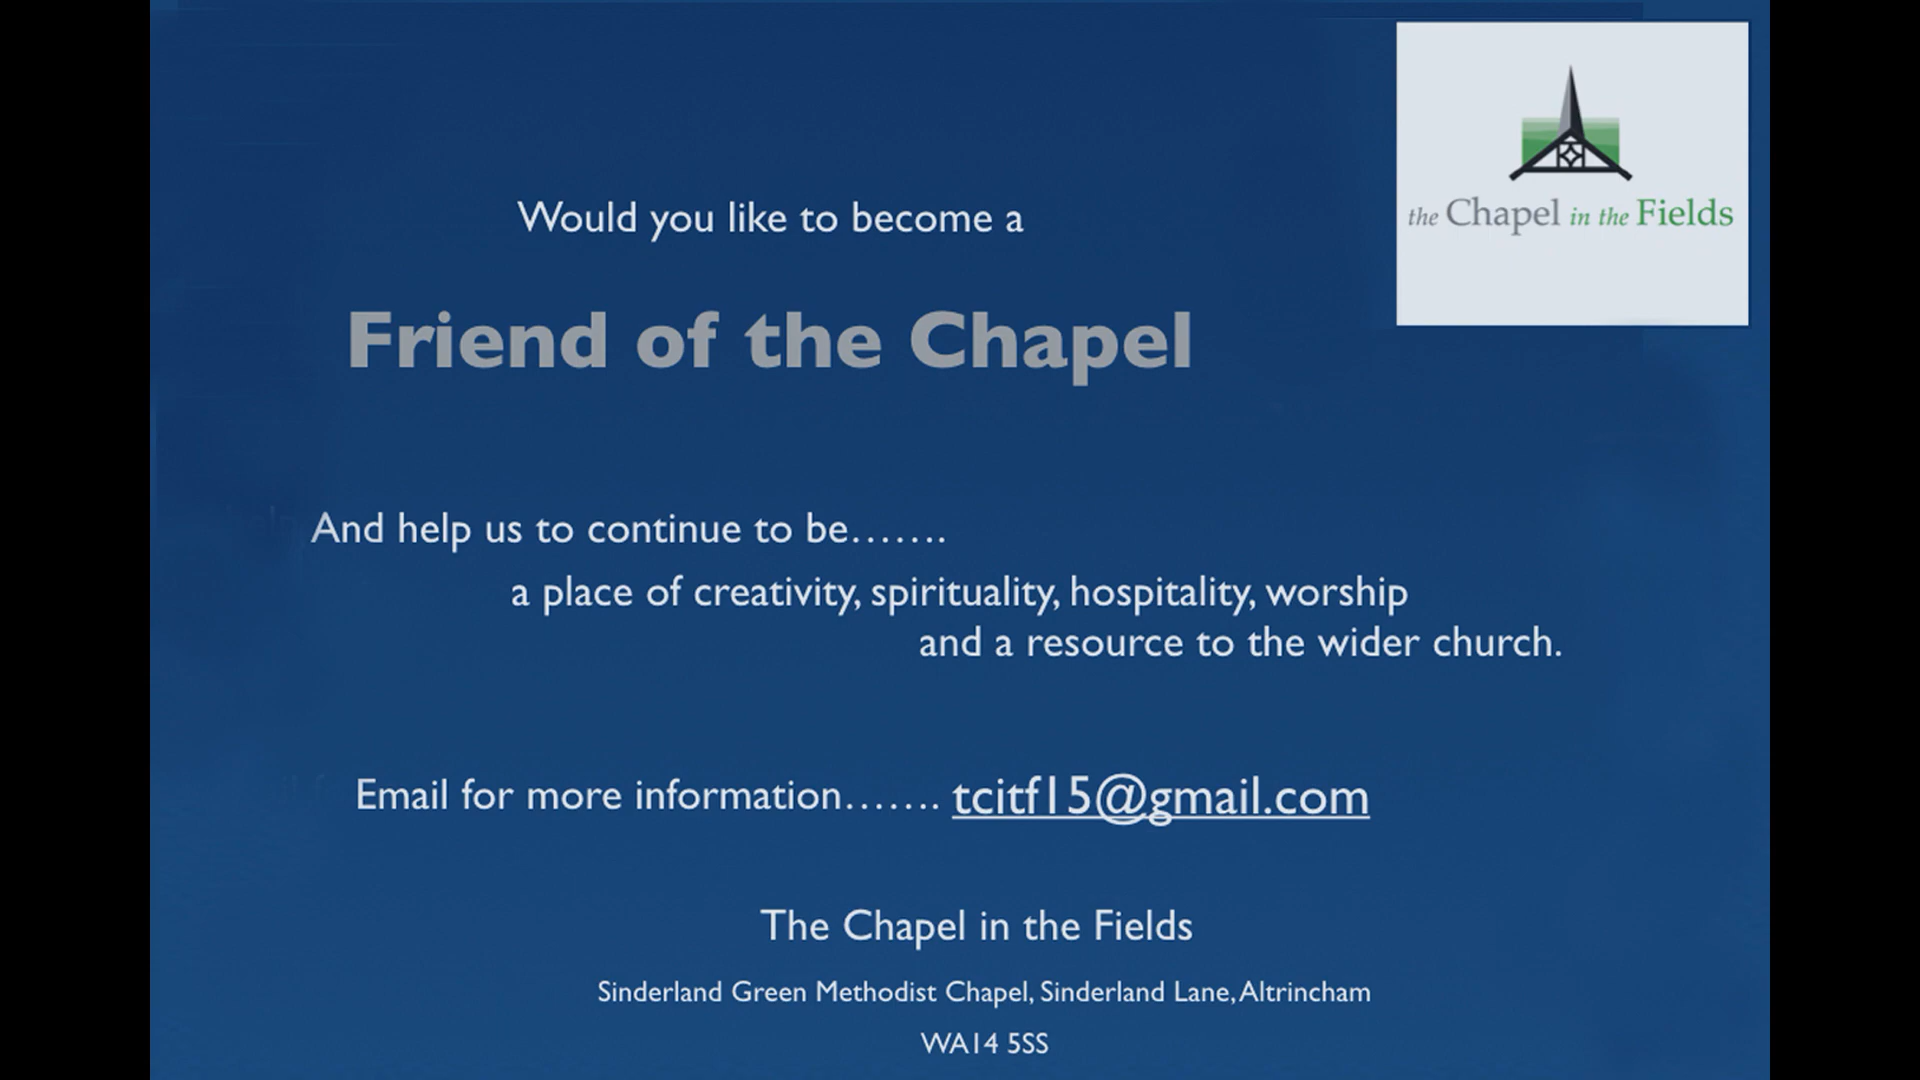 the Chapel in the Fields
Would you like to become a
Friend of the Chapel
And help us to continue to be…….
a place of creativity, spirituality, hospitality, worship
and a resource to the wider church.
Email for more information……. tcitf15@gmail.com
The Chapel in the Fields
Sinderland Green Methodist Chapel, Sinderland Lane, Altrincham
WA14 5SS